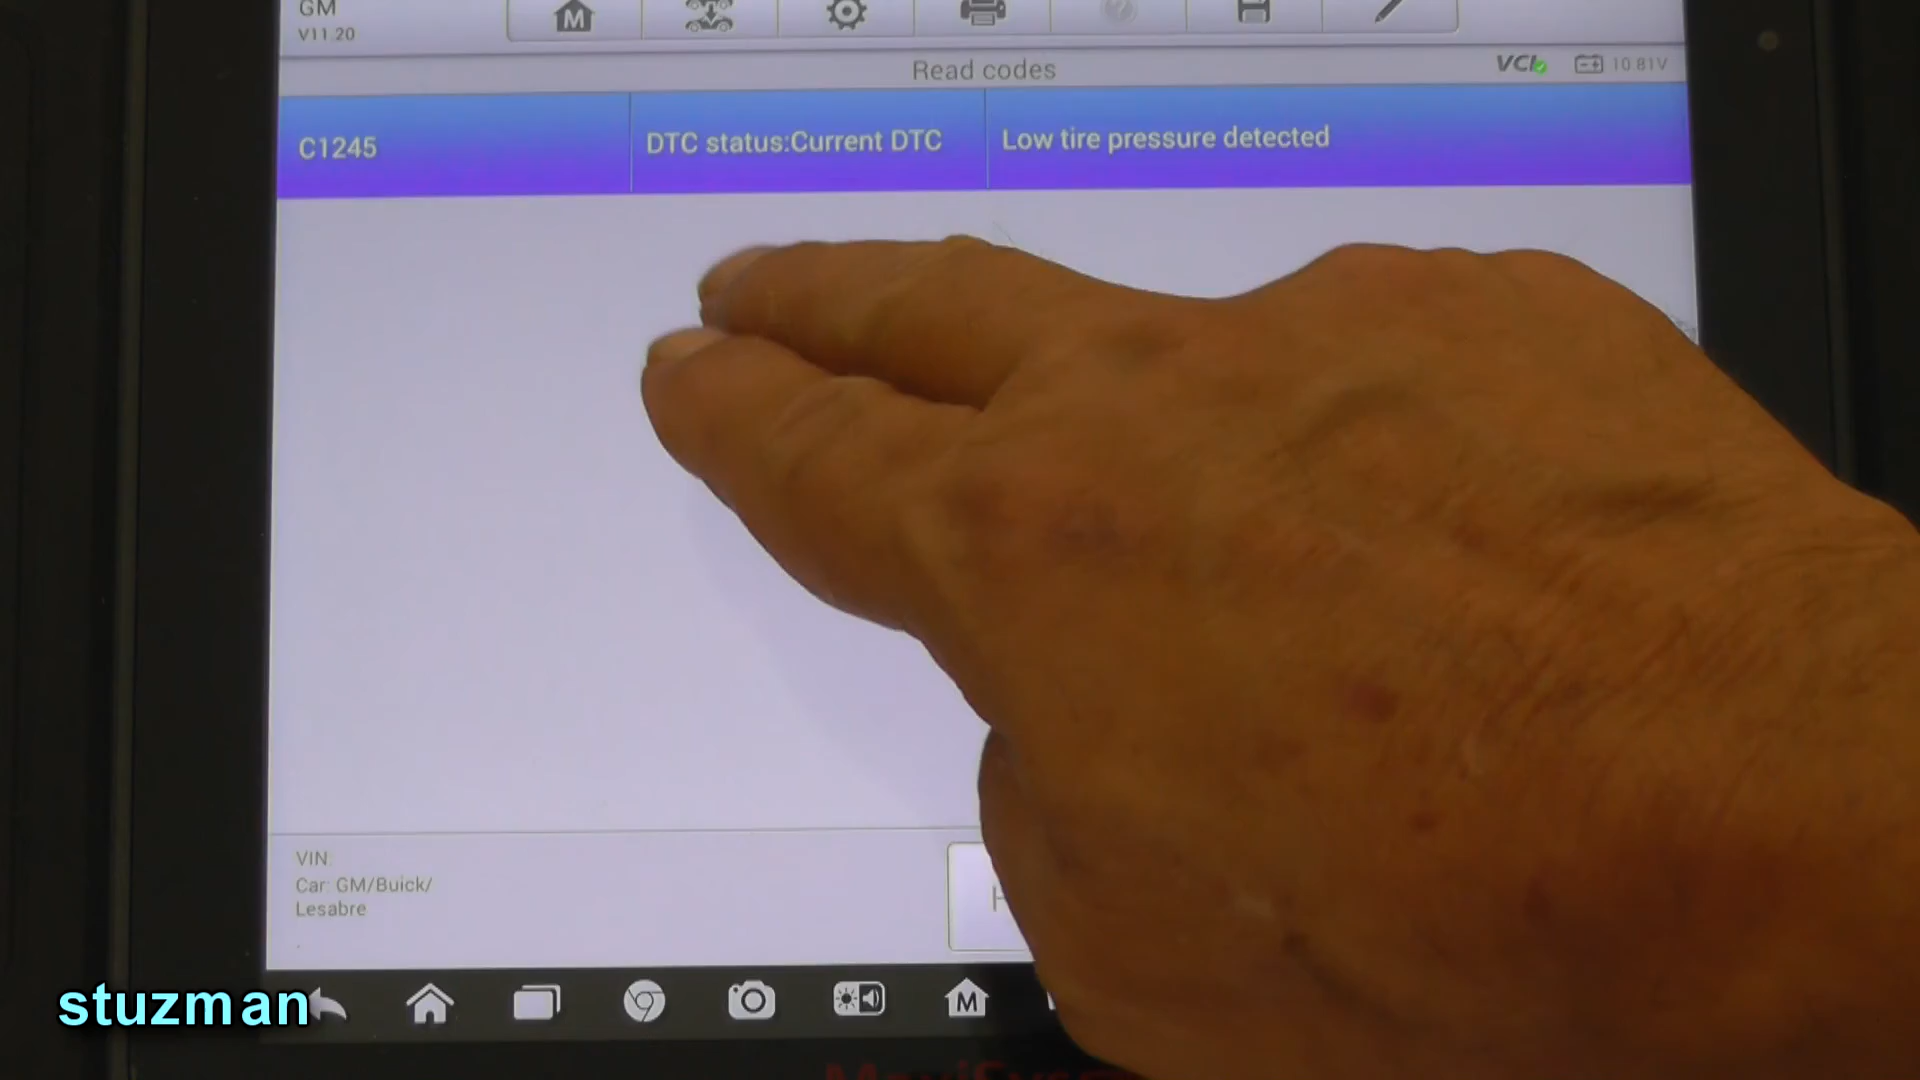 GM
V11.20
Read codes
VCI
10.81V
C1245
DTC status:Current DTC
Low tire pressure detected
VIN:
Car: GM/Buick/
Lesabre
H
M
M
stuzman